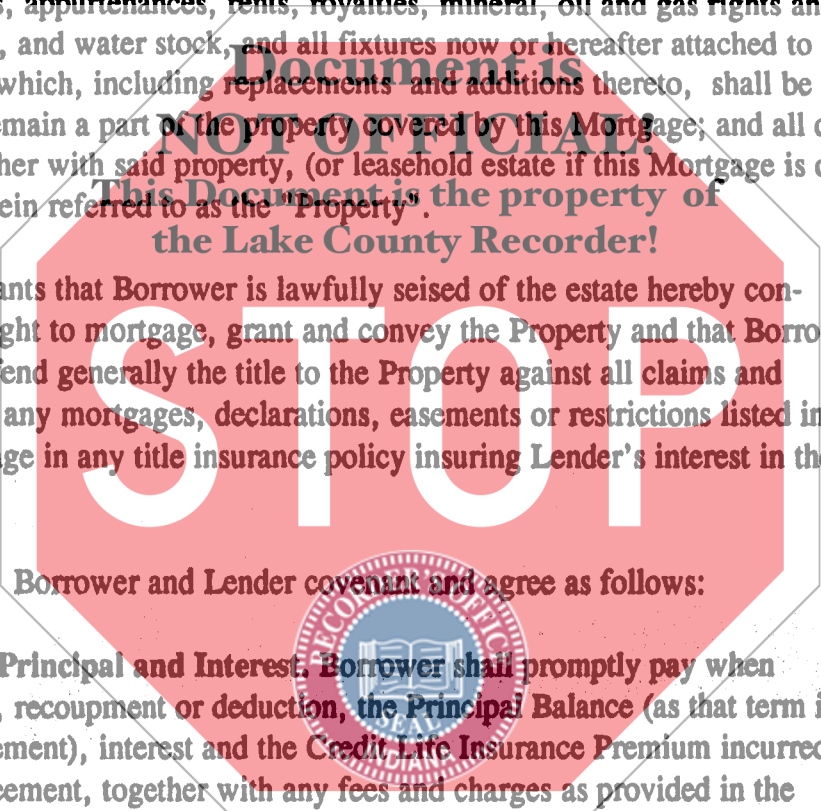 , appurtenances, rents, royalties, mineral, oil and gas rights an
, and water stock, and all fixtures now or hereafter attached to
Document is
which, including replacements and additions thereto, shall be
NOT OFFICIAL!
emain a part of the property covered by this Mortgage; and all
her with said property, (or leasehold estate if this Mortgage is
This Document is the property of
ein referred to as the "Property".
the Lake County Recorder!
ants that Borrower is lawfully seised of the estate hereby con-
ght to mortgage, grant and convey the Property and that Borro
end generally the title to the Property against all claims and
any mortgages, declarations, easements or restrictions listed in
ge in any title insurance policy insuring Lender's interest in the
STOP
Borrower and Lender covenant and agree as follows:
RECORDER'S OFFICE
Principal and Interest. Borrower shall promptly pay when
, recoupment or deduction, the Principal Balance (as that term i
SEAL
ement), interest and the Credit Life Insurance Premium incurred
INDIANA
eement, together with any fees and charges as provided in the